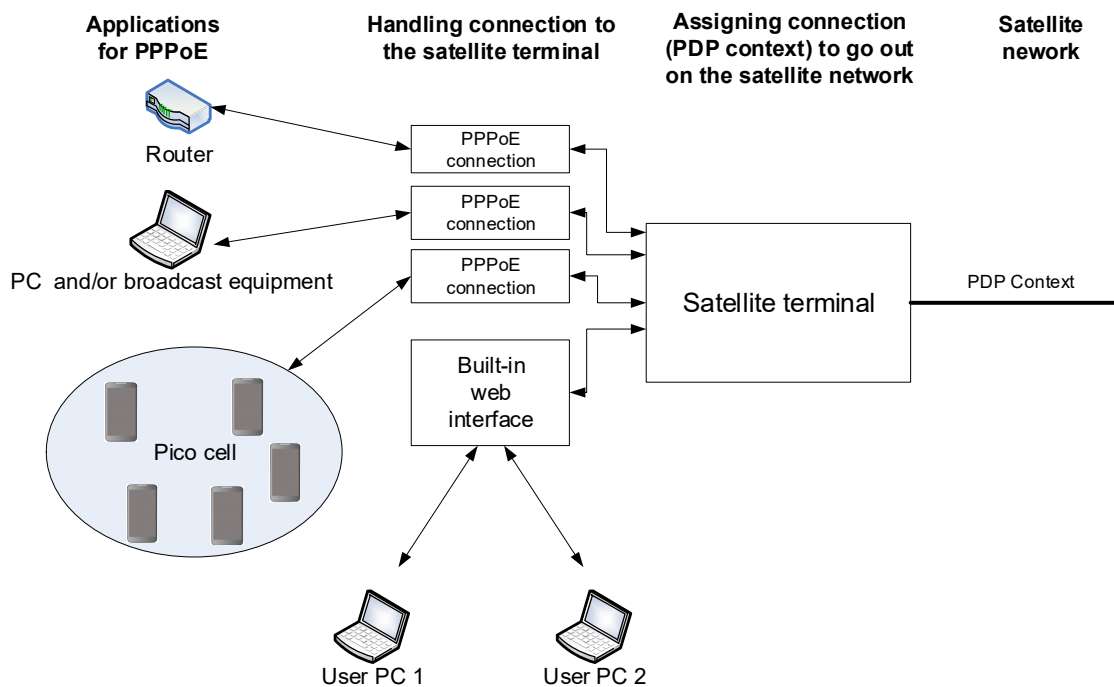 Applications
for PPPoE
Handling connection to
the satellite terminal
Assigning connection
(PDP context) to go out
on the satellite network
Satellite
nework
Router
PC  and/or broadcast equipment
Pico cell
PPPoE
connection
PPPoE
connection
PPPoE
connection
Built-in
web
interface
Satellite terminal
PDP Context
User PC 1
User PC 2